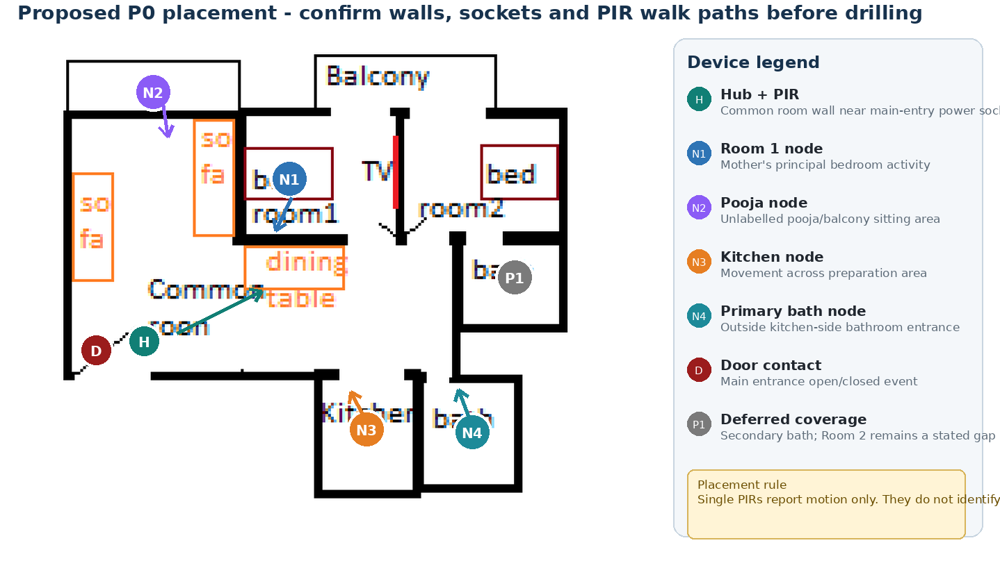 Proposed P0 placement - confirm walls, sockets and PIR walk paths before drilling
Balcony
N2
so
fa
so
fa
N1
room1
TV
bed
room2
dining
table
Common
room
P1
D
H
Kitchen
N3
bath
N4
Device legend
H
Hub + PIR
Common room wall near main-entry power
N1
Room 1 node
Mother's principal bedroom activity
N2
Pooja node
Unlabelled pooja/balcony sitting area
N3
Kitchen node
Movement across preparation area
N4
Primary bath node
Outside kitchen-side bathroom entrance
D
Door contact
Main entrance open/closed event
P1
Deferred coverage
Secondary bath; Room 2 remains a stated gap
Placement rule
Single PIRs report motion only. They do not identify